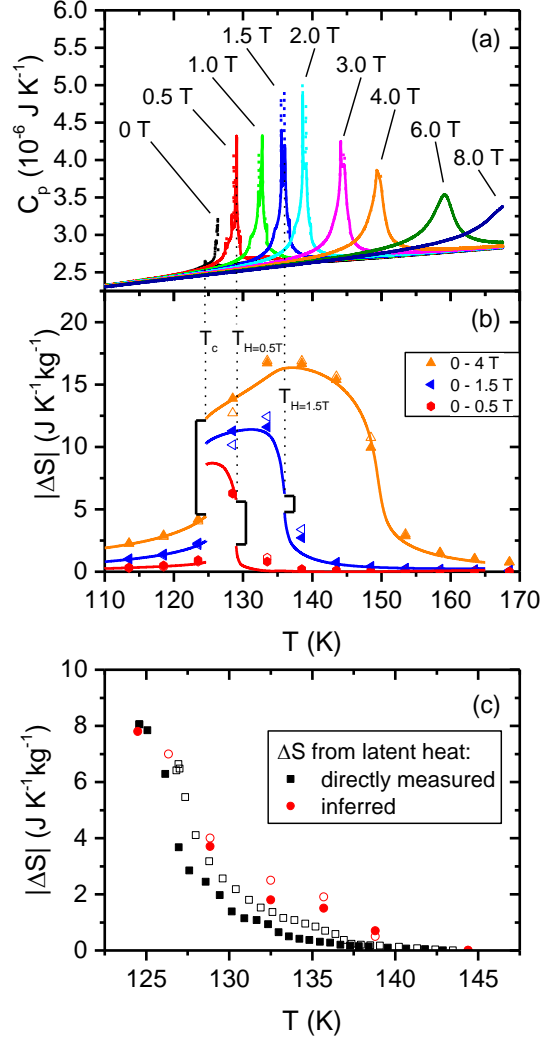 (a)
C_p (10^-6 J K^-1)
6.0
5.5
5.0
4.5
4.0
3.5
3.0
2.5
0 T
0.5 T
1.0 T
1.5 T
2.0 T
3.0 T
4.0 T
6.0 T
8.0 T
(b)
|ΔS| (J K^-1kg^-1)
20
15
10
5
0
T_c
T_H=0.5T
T_H=1.5T
0 - 4 T
0 - 1.5 T
0 - 0.5 T
110 120 130 140 150 160 170
T (K)
(c)
|ΔS| (J K^-1kg^-1)
10
8
6
4
2
0
ΔS from latent heat:
directly measured
inferred
125 130 135 140 145
T (K)